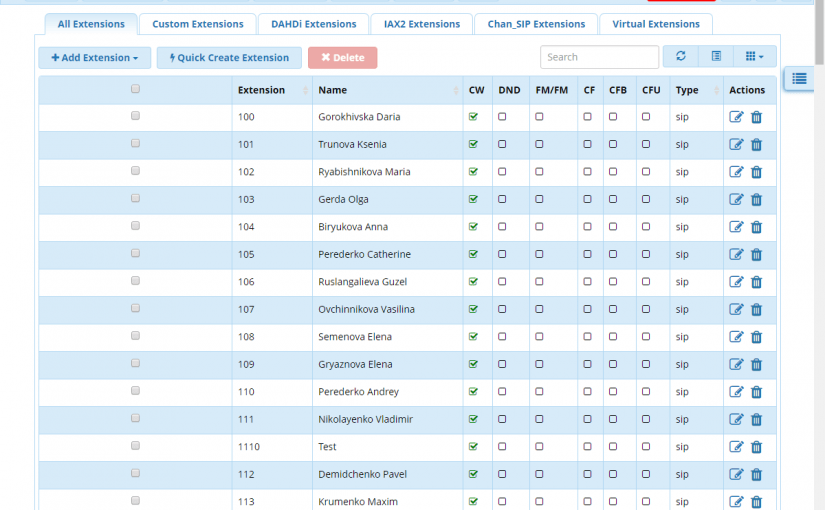 All Extensions Custom Extensions DAHDi Extensions IAX2 Extensions Chan_SIP Extensions Virtual Extensions
+ Add Extension Quick Create Extension Delete Search
Extension Name CW DND FM/FM CF CFB CFU Type Actions
100 Gorokhivska Daria sip
101 Trunova Ksenia sip
102 Ryabishnikova Maria sip
103 Gerda Olga sip
104 Biryukova Anna sip
105 Perederko Catherine sip
106 Ruslangalieva Guzel sip
107 Ovchinnikova Vasilina sip
108 Semenova Elena sip
109 Gryaznova Elena sip
110 Perederko Andrey sip
111 Nikolayenko Vladimir sip
1110 Test sip
112 Demidchenko Pavel sip
113 Krumenko Maxim sip